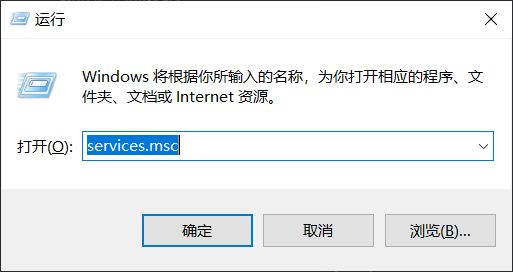 运行
Windows 将根据你所输入的名称，为你打开相应的程序、文
件夹、文档或 Internet 资源。
打开(O): services.msc
确定 取消 浏览(B)...